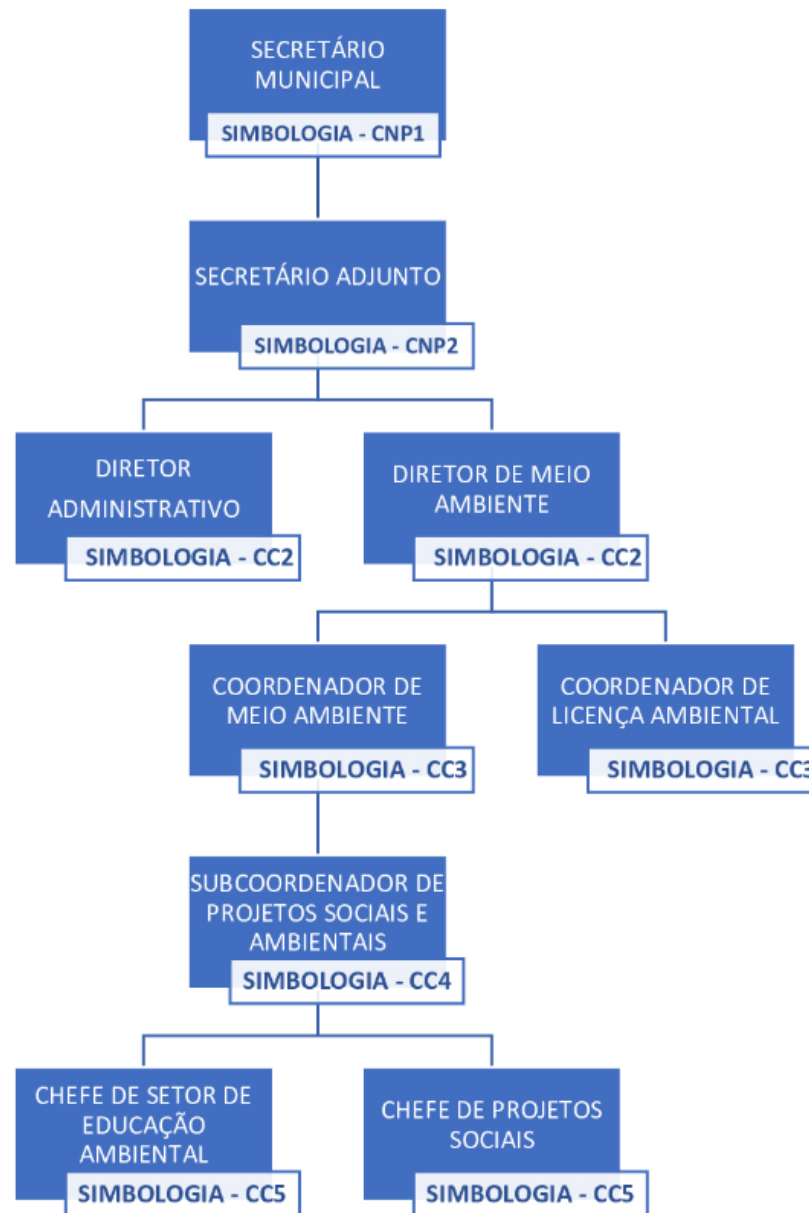 SECRETÁRIO
MUNICIPAL
SIMBOLOGIA - CNP1
SECRETÁRIO ADJUNTO
SIMBOLOGIA - CNP2
DIRETOR
ADMINISTRATIVO
SIMBOLOGIA - CC2
DIRETOR DE MEIO
AMBIENTE
SIMBOLOGIA - CC2
COORDENADOR DE
MEIO AMBIENTE
SIMBOLOGIA - CC3
COORDENADOR DE
LICENÇA AMBIENTAL
SIMBOLOGIA - CC3
SUBCOORDENADOR DE
PROJETOS SOCIAIS E
AMBIENTAIS
SIMBOLOGIA - CC4
CHEFE DE SETOR DE
EDUCAÇÃO
AMBIENTAL
SIMBOLOGIA - CC5
CHEFE DE PROJETOS
SOCIAIS
SIMBOLOGIA - CC5